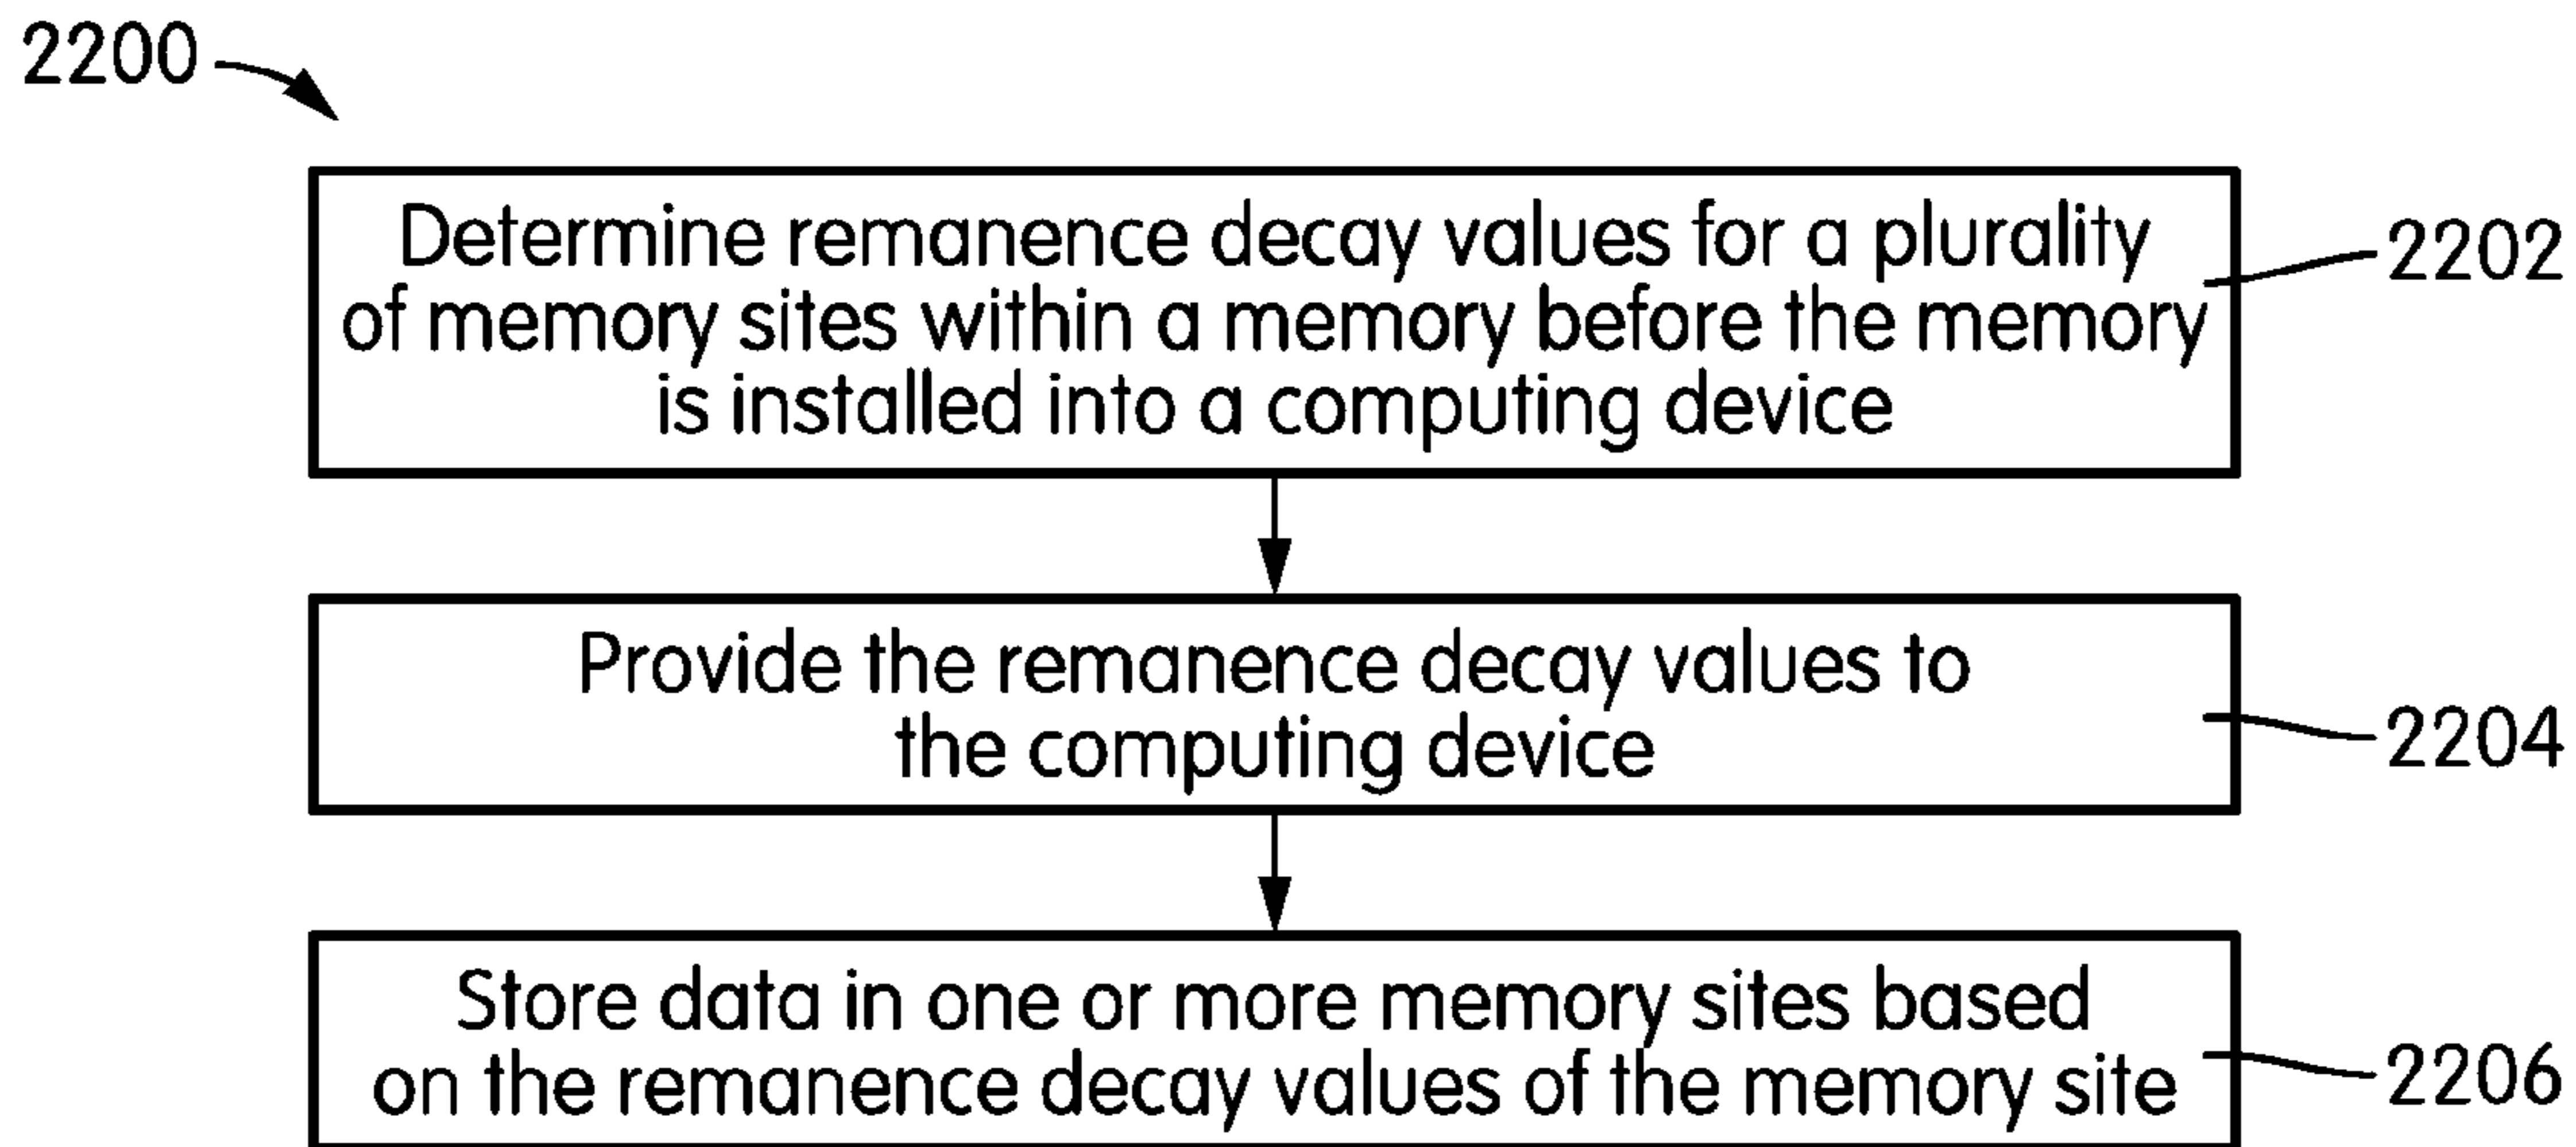 2200
Determine remanence decay values for a plurality
of memory sites within a memory before the memory
is installed into a computing device
2202
Provide the remanence decay values to
the computing device
2204
Store data in one or more memory sites based
on the remanence decay values of the memory site
2206